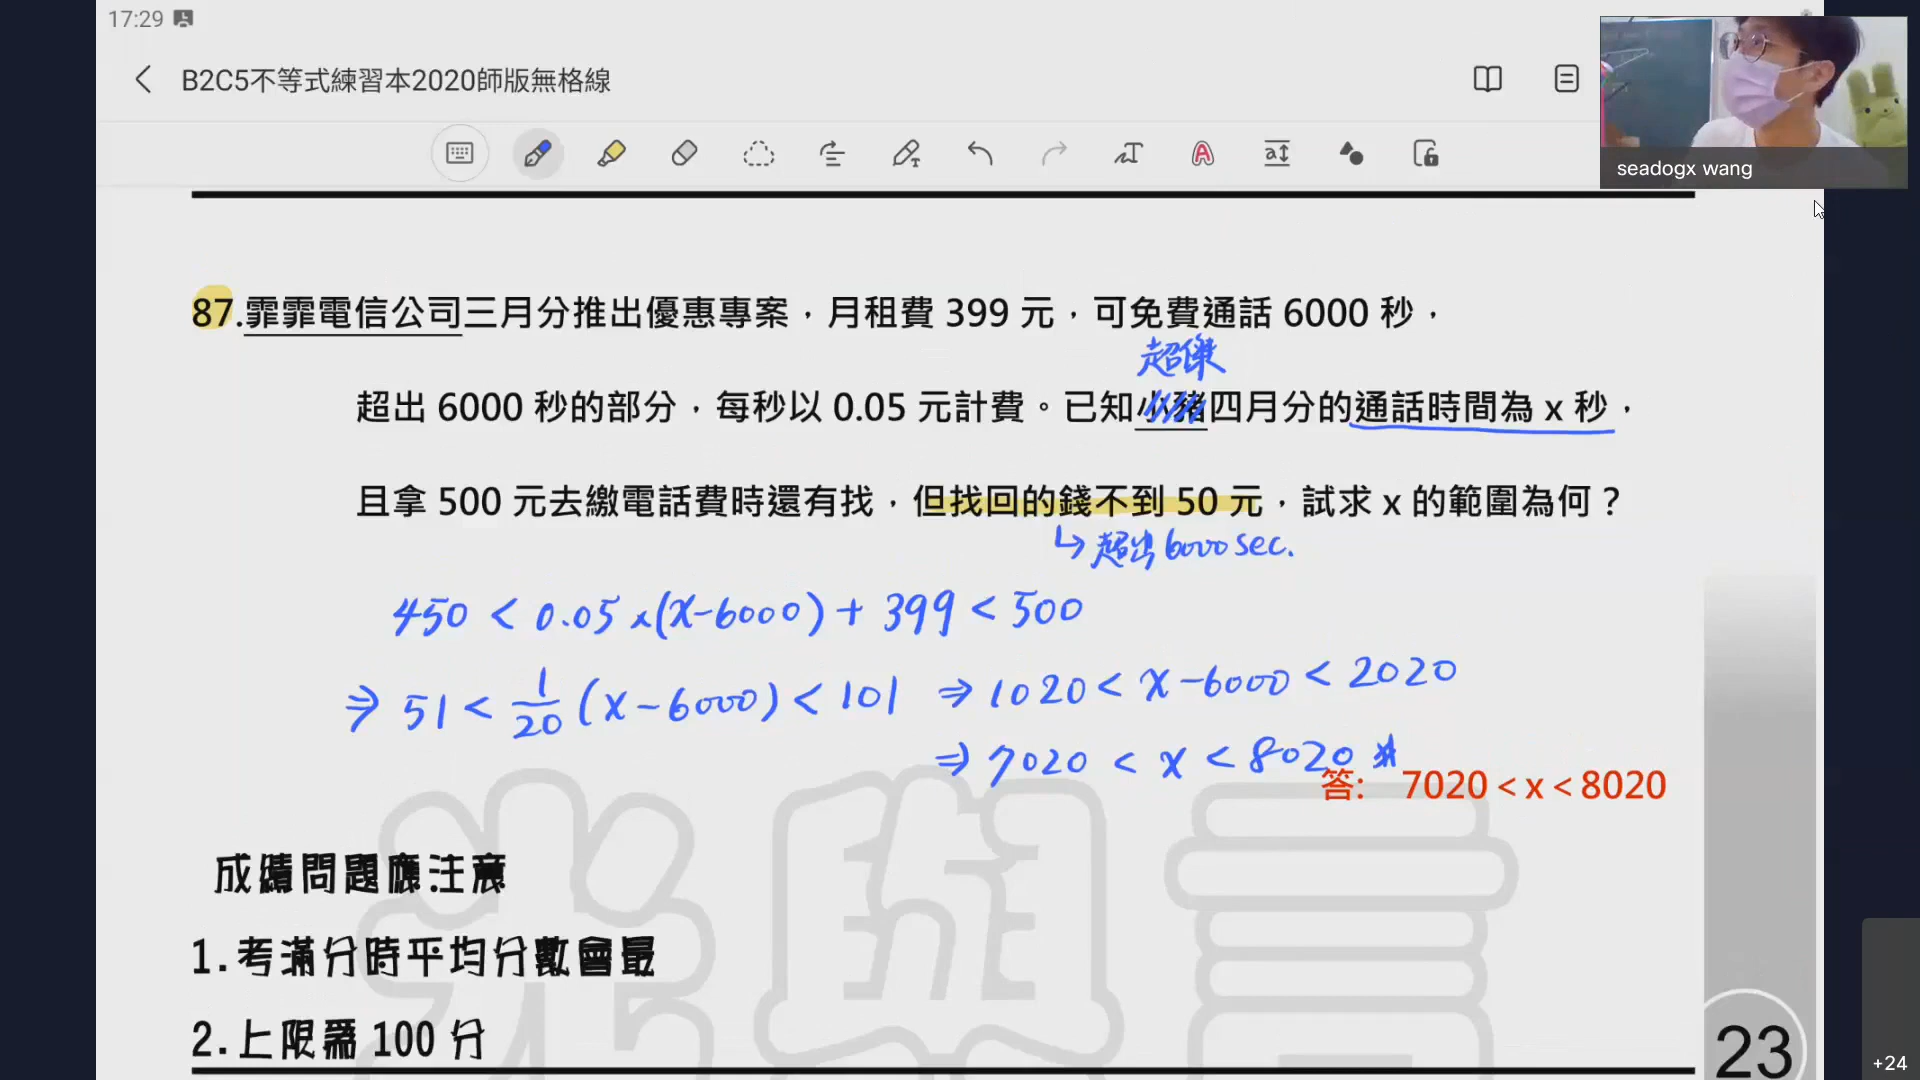 17:29
B2C5不等式練習本2020師版無格線
seadogx wang
87.霏霏電信公司三月分推出優惠專案，月租費 399 元，可免費通話 6000 秒，
超傑
超出 6000 秒的部分，每秒以 0.05 元計費。已知小豬四月分的通話時間為 x 秒，
且拿 500 元去繳電話費時還有找，但找回的錢不到 50 元，試求 x 的範圍為何？
↳ 超出 6000 sec.
450 < 0.05 x (x-6000) + 399 < 500
⇒ 51 < 1/20 (x-6000) < 101 ⇒ 1020 < x-6000 < 2020
⇒ 7020 < x < 8020
答: 7020 < x < 8020
成績問題應注意
1.考滿分時平均分數會最
2.上限為 100 分
23
+24